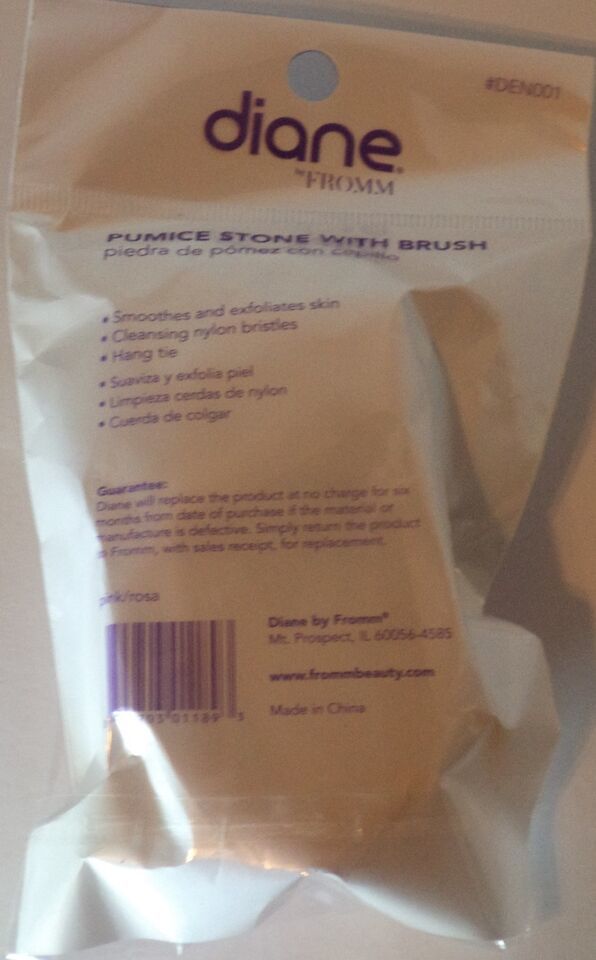 #DEN001
diane
by FROMM
PUMICE STONE WITH BRUSH
piedra de pómez con cepillo
• Smoothes and exfoliates skin
• Cleansing nylon bristles
• Hang tie
• Suaviza y exfolia piel
• Limpieza cerdas de nylon
• Cuerda de colgar
Guarantee:
Diane will replace the product at no charge for six
months from date of purchase if the material or
manufacture is defective. Simply return the product
to Fromm, with sales receipt, for replacement.
pink/rosa
Diane by Fromm®
Mt. Prospect, IL 60056-4585
www.frommbeauty.com
Made in China